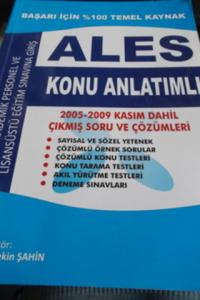 BAŞARI İÇİN %100 TEMEL KAYNAK
PERSONEL VE
LİSANSÜSTÜ EĞİTİM SINAVINA GİRİŞ
ALES
KONU ANLATIMLI
2005-2009 KASIM DAHİL
ÇIKMIŞ SORU VE ÇÖZÜMLERİ
• SAYISAL VE SÖZEL YETENEK
• ÇÖZÜMLÜ ÖRNEK SORULAR
• ÇÖZÜMLÜ KONU TESTLERİ
• KONU TARAMA TESTLERİ
• AKIL YÜRÜTME TESTLERİ
• DENEME SINAVLARI
ŞAHİN